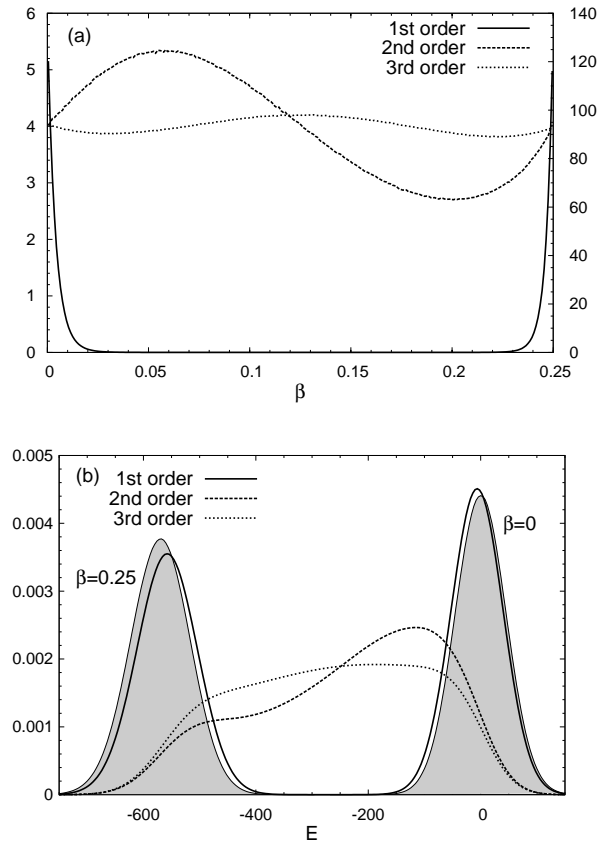 (a)
1st order
2nd order
3rd order
6
5
4
3
2
1
0
140
120
100
80
60
40
20
0
0 0.05 0.1 0.15 0.2 0.25
β
(b)
1st order
2nd order
3rd order
β=0
β=0.25
0.005
0.004
0.003
0.002
0.001
0
-600 -400 -200 0
E